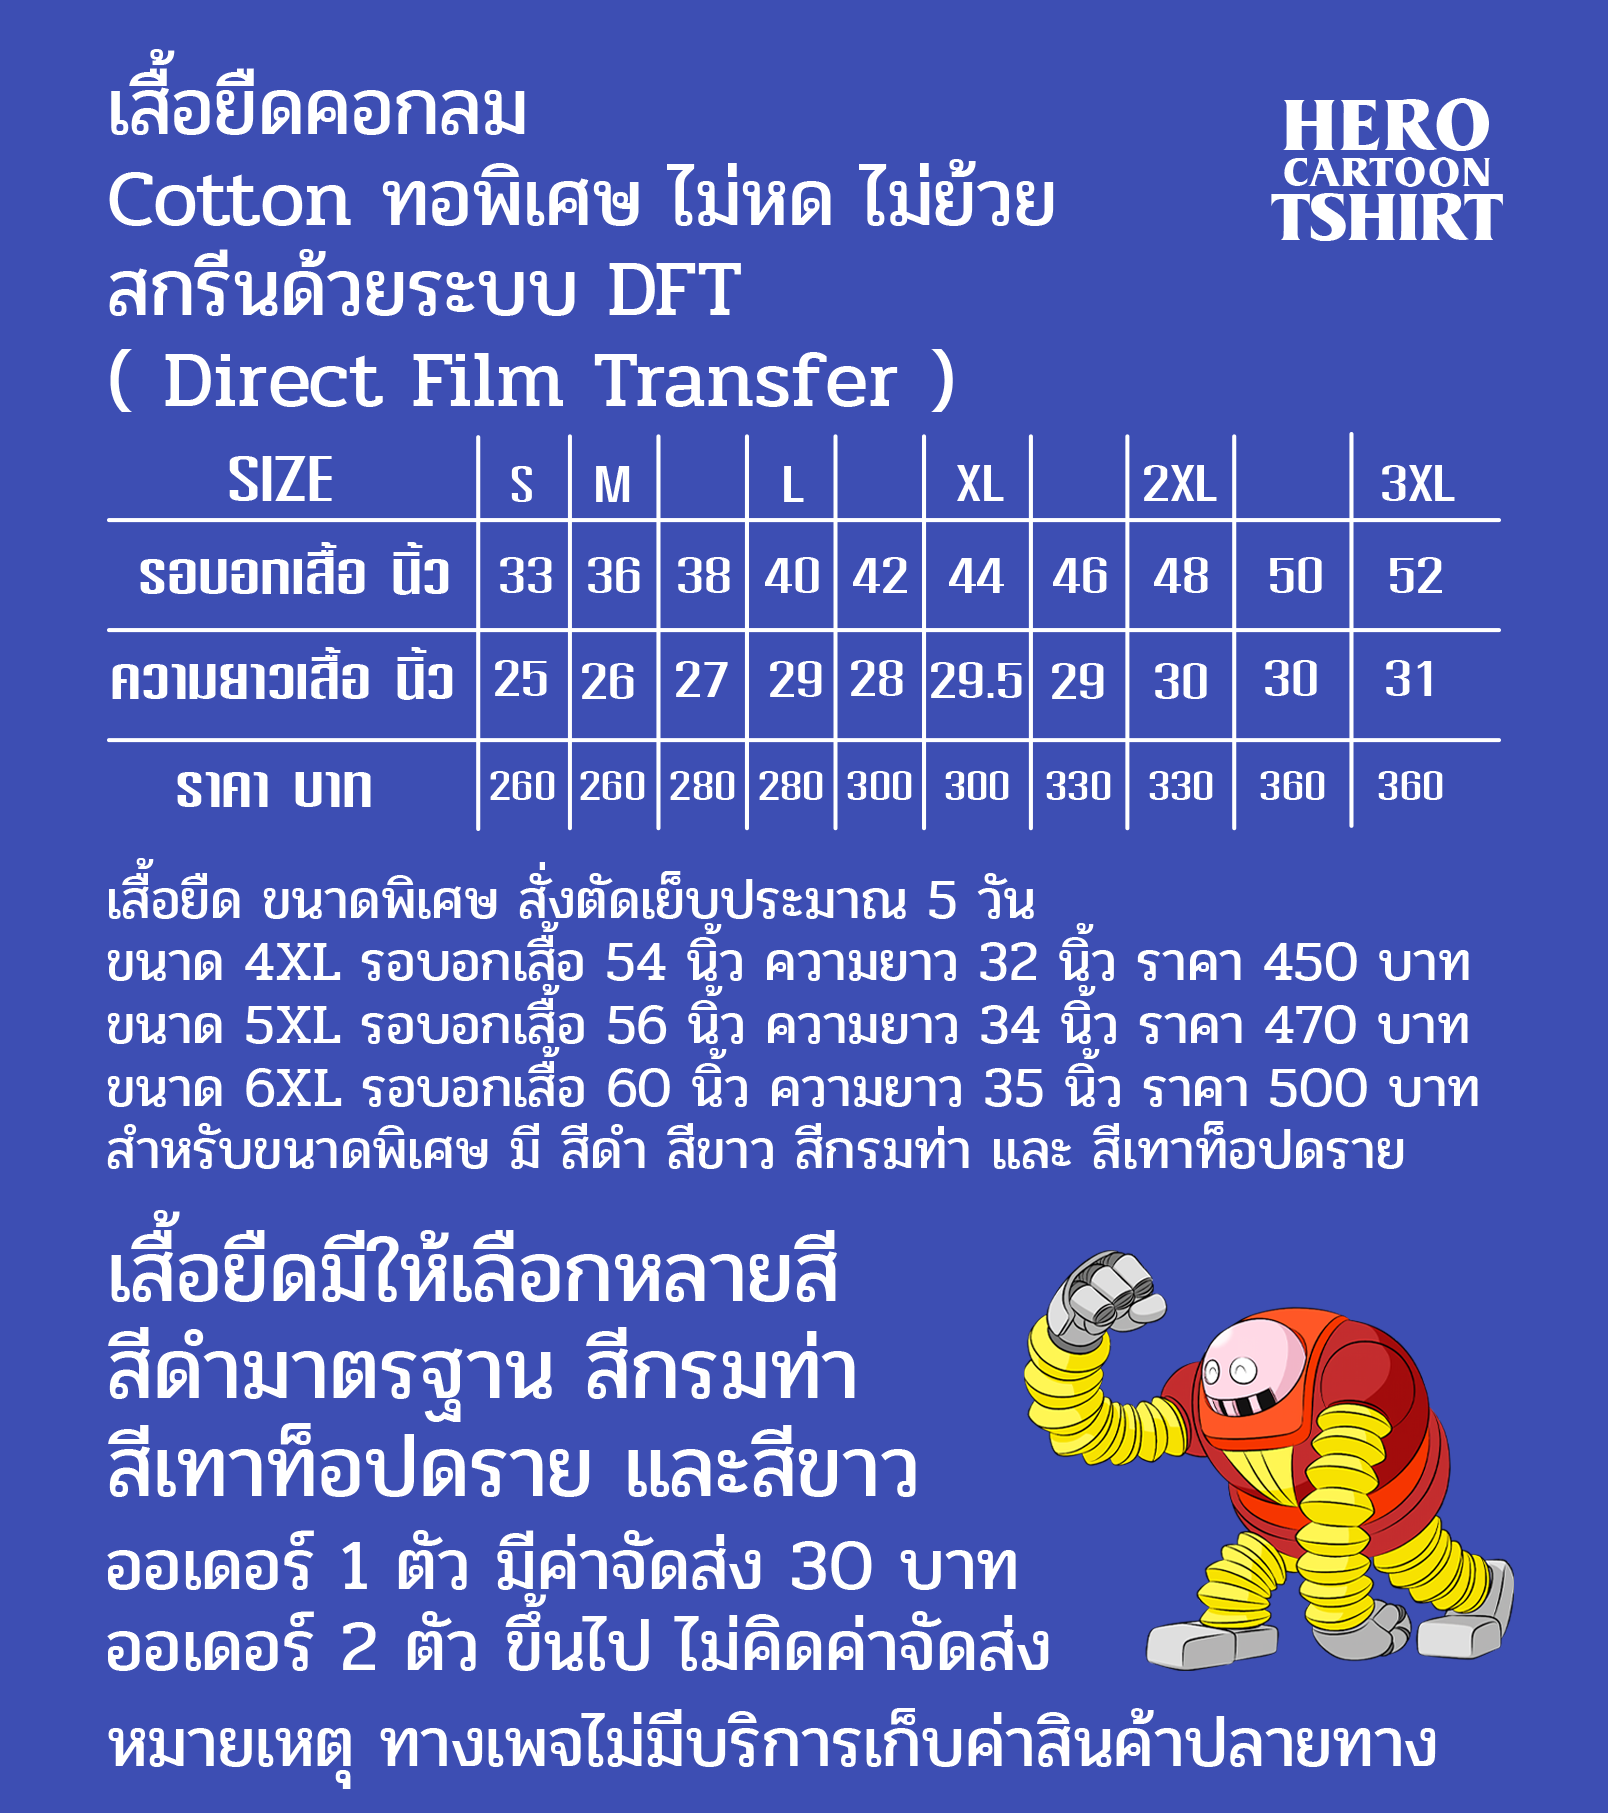 เสื้อยืดคอกลม
HERO
CARTOON
TSHIRT
Cotton ทอพิเศษ ไม่หด ไม่ย้วย
สกรีนด้วยระบบ DFT
( Direct Film Transfer )
SIZE S M L XL 2XL 3XL
รอบอกเสื้อ นิ้ว 33 36 38 40 42 44 46 48 50 52
ความยาวเสื้อ นิ้ว 25 26 27 29 28 29.5 29 30 30 31
ราคา บาท 260 260 280 280 300 300 330 330 360 360
เสื้อยืด ขนาดพิเศษ สั่งตัดเย็บประมาณ 5 วัน
ขนาด 4XL รอบอกเสื้อ 54 นิ้ว ความยาว 32 นิ้ว ราคา 450 บาท
ขนาด 5XL รอบอกเสื้อ 56 นิ้ว ความยาว 34 นิ้ว ราคา 470 บาท
ขนาด 6XL รอบอกเสื้อ 60 นิ้ว ความยาว 35 นิ้ว ราคา 500 บาท
สำหรับขนาดพิเศษ มี สีดำ สีขาว สีกรมท่า และ สีเทาท็อปดราย
เสื้อยืดมีให้เลือกหลายสี
สีดำมาตรฐาน สีกรมท่า
สีเทาท็อปดราย และสีขาว
ออเดอร์ 1 ตัว มีค่าจัดส่ง 30 บาท
ออเดอร์ 2 ตัว ขึ้นไป ไม่คิดค่าจัดส่ง
หมายเหตุ ทางเพจไม่มีบริการเก็บค่าสินค้าปลายทาง